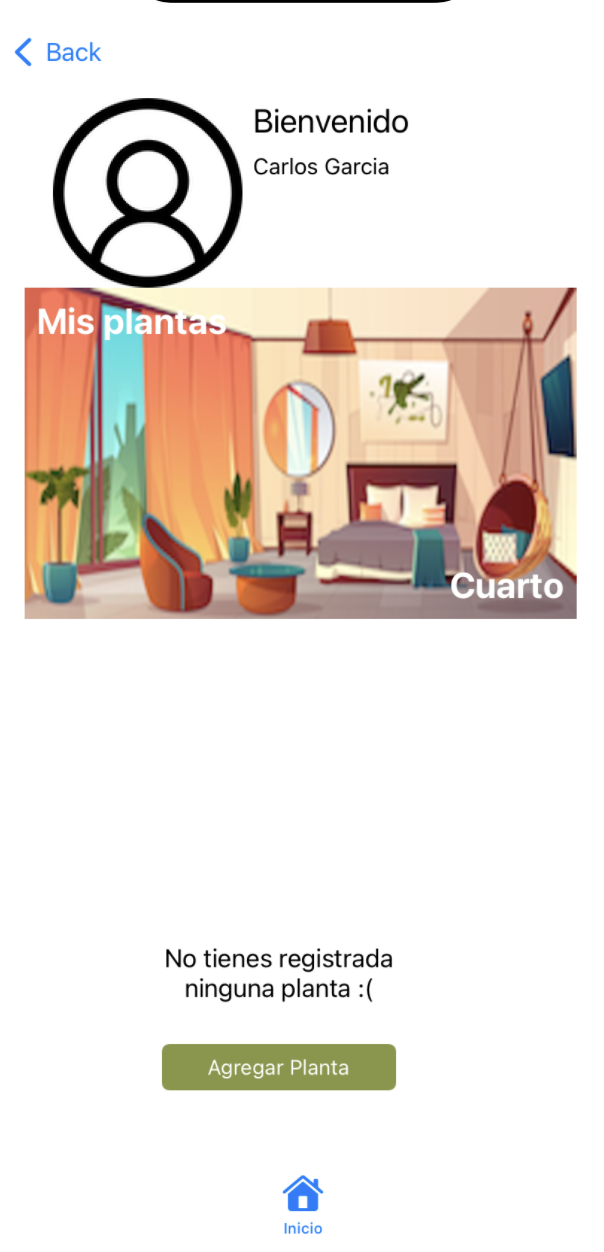 Back
Bienvenido
Carlos Garcia
Mis plantas
Cuarto
No tienes registrada
ninguna planta :(
Agregar Planta
Inicio